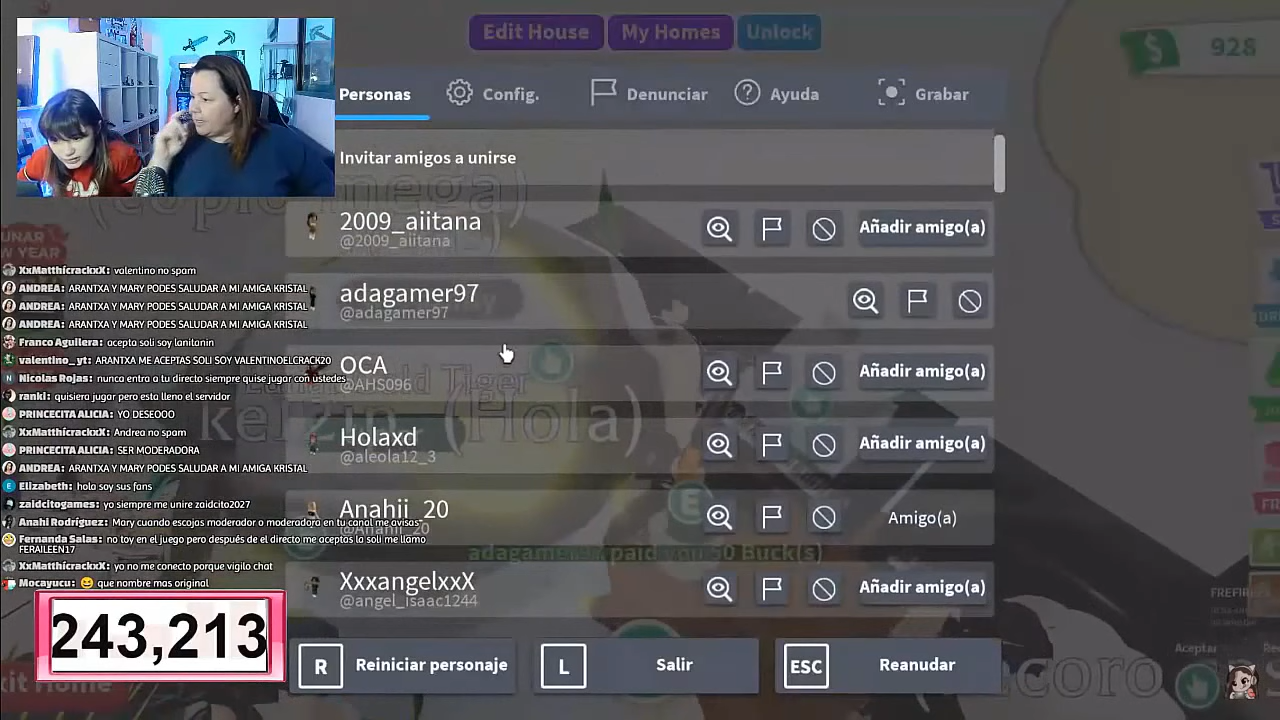 Edit House
My Homes
Unlock
$ 928
Personas
Config.
Denunciar
Ayuda
Grabar
Invitar amigos a unirse
2009_aiitana
@2009_aiitana
Añadir amigo(a)
adagamer97
@adagamer97
OCA
@AHS096
Añadir amigo(a)
Holaxd
@aleola12_3
Añadir amigo(a)
Anahii_20
@Anahii_20
Amigo(a)
XxxangelxxX
@angel_isaac1244
Añadir amigo(a)
kelzin (Hola)
adagamer97 paid you 50 Buck(s)
XxMatthicrackxX: valentino no spam
ANDREA: ARANTXA Y MARY PODES SALUDAR A MI AMIGA KRISTAL
ANDREA: ARANTXA Y MARY PODES SALUDAR A MI AMIGA KRISTAL
ANDREA: ARANTXA Y MARY PODES SALUDAR A MI AMIGA KRISTAL
Franco Aguilera: acepta soli soy lanitanin
valentino_yt: ARANTXA ME ACEPTAS SOLI SOY VALENTINOELCRACK20
Nicolas Rojas: nunca entra a tu directo siempre quise jugar con ustedes
ranki: quisiera jugar pero esta lleno el servidor
PRINCECITA ALICIA: YO DESEOOO
XxMatthicrackxX: Andrea no spam
PRINCECITA ALICIA: SER MODERADORA
ANDREA: ARANTXA Y MARY PODES SALUDAR A MI AMIGA KRISTAL
Elizabeth: hola soy sus fans
zaidcitogames: yo siempre me unire zaidcito2027
Anahi Rodríguez: Mary cuando escojas moderador o moderadora en tu canal me avisas
Fernanda Salas: no toy en el juego pero después de el directo me aceptas la soli me llamo
FERAILEEN17
XxMatthicrackxX: yo no me conecto porque vigilo chat
Mocayucu: 😆 que nombre mas original
243,213
R Reiniciar personaje
L Salir
ESC Reanudar
Aceptar